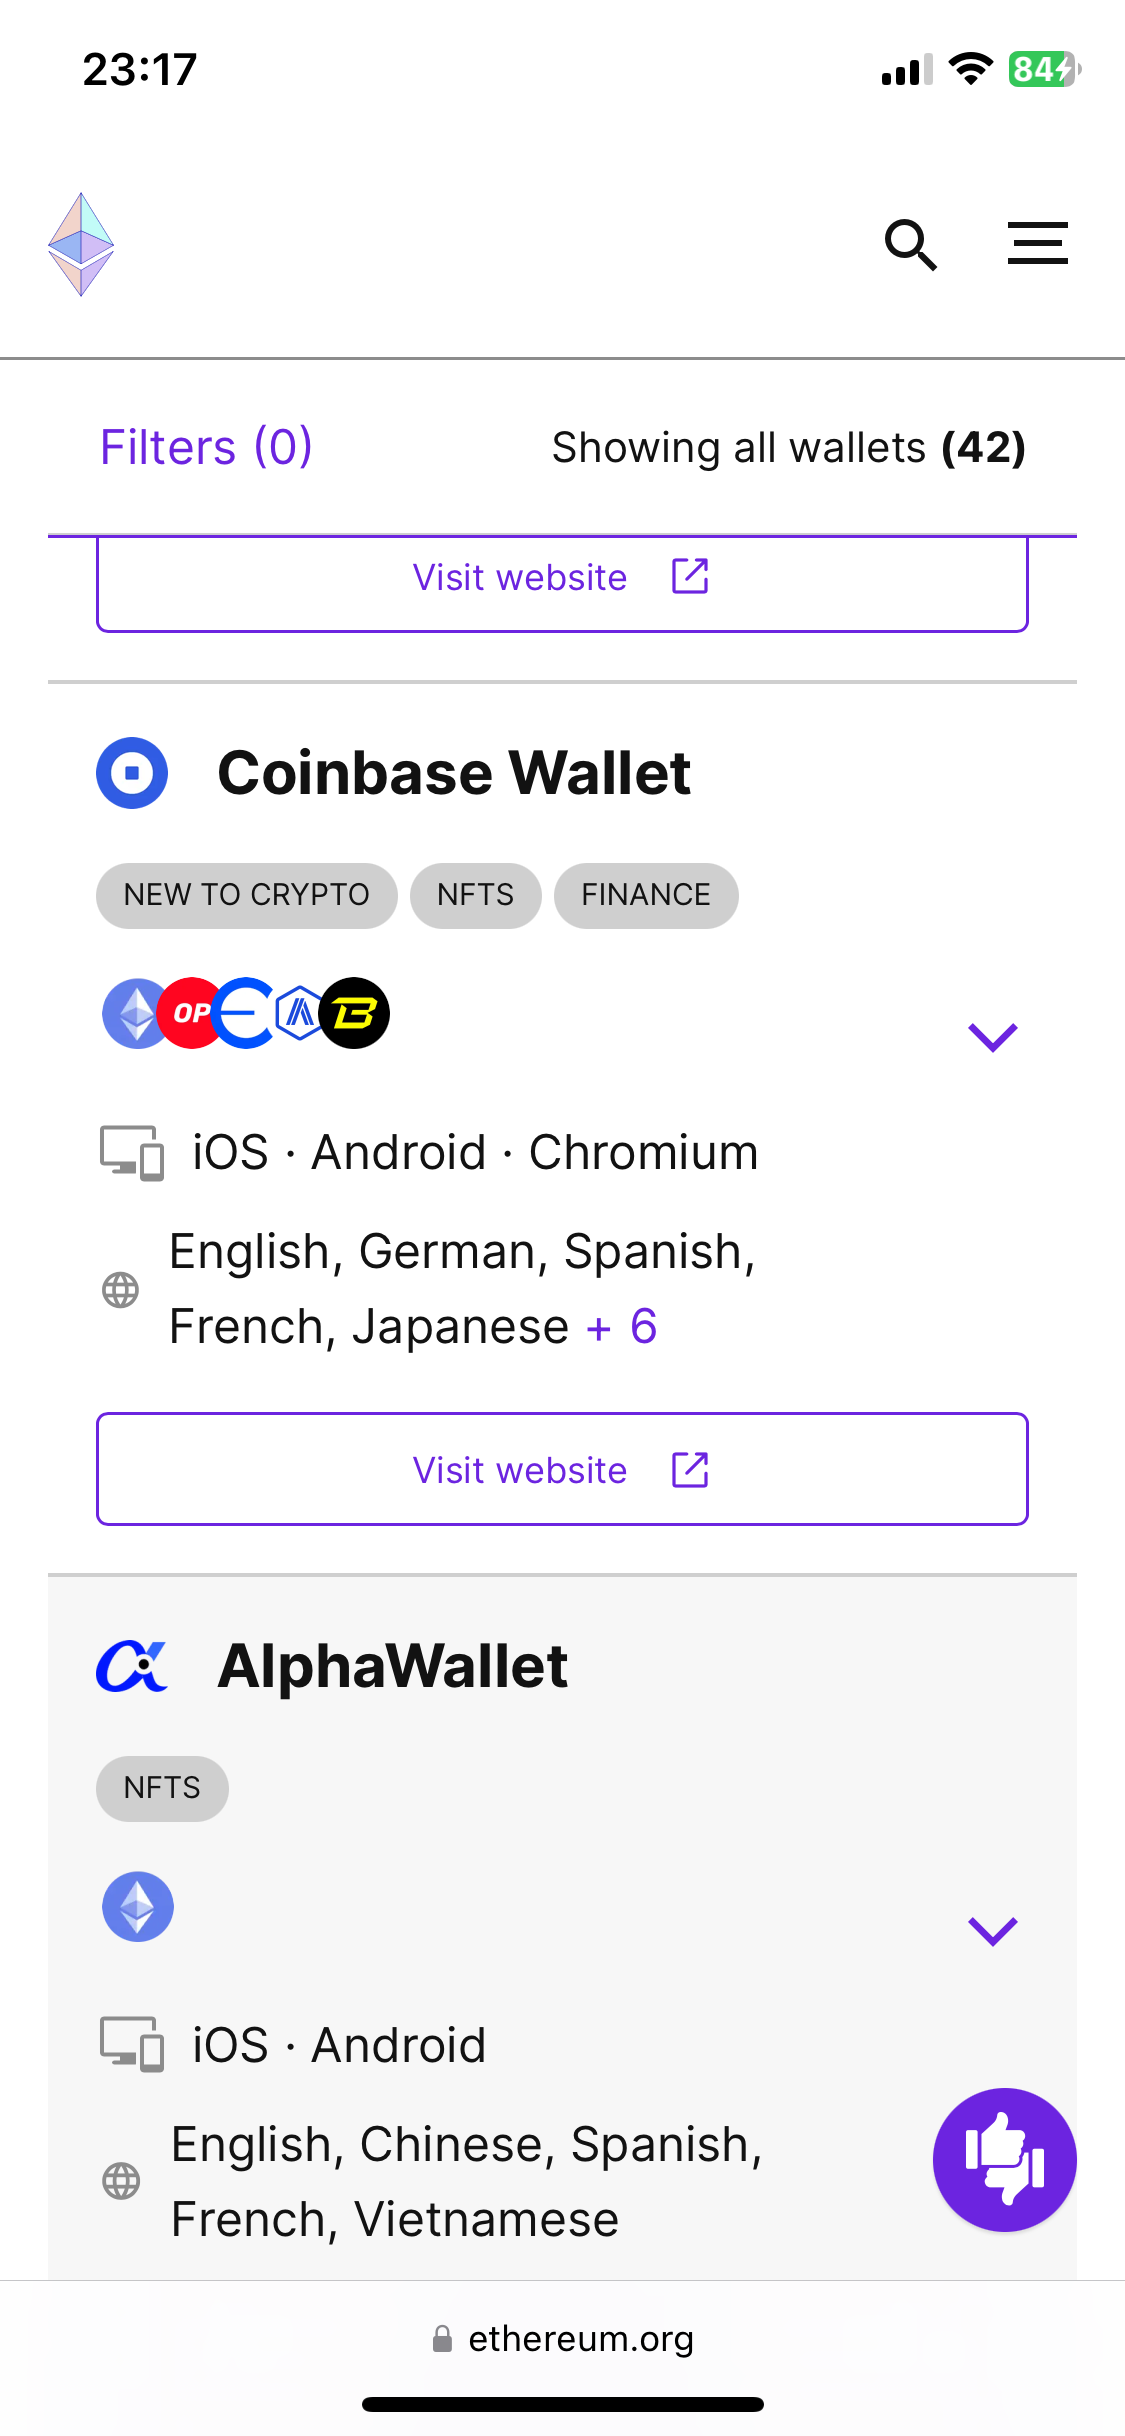 23:17
84
Filters (0)
Showing all wallets (42)
Visit website
Coinbase Wallet
NEW TO CRYPTO
NFTS
FINANCE
OP
iOS · Android · Chromium
English, German, Spanish,
French, Japanese + 6
Visit website
AlphaWallet
NFTS
iOS · Android
English, Chinese, Spanish,
French, Vietnamese
ethereum.org